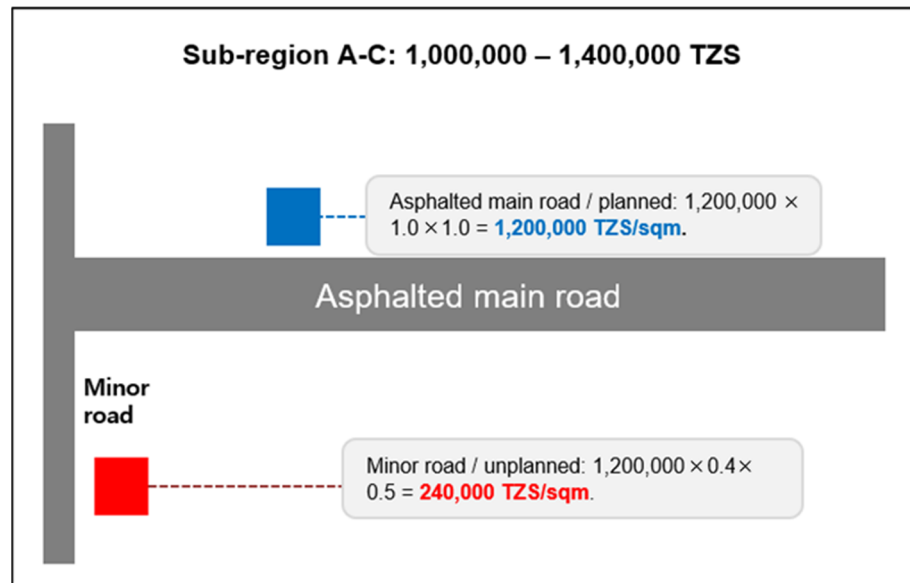 Sub-region A-C: 1,000,000 – 1,400,000 TZS
Asphalted main road / planned: 1,200,000 ×
1.0 × 1.0 = 1,200,000 TZS/sqm.
Asphalted main road
Minor
road
Minor road / unplanned: 1,200,000 × 0.4 ×
0.5 = 240,000 TZS/sqm.